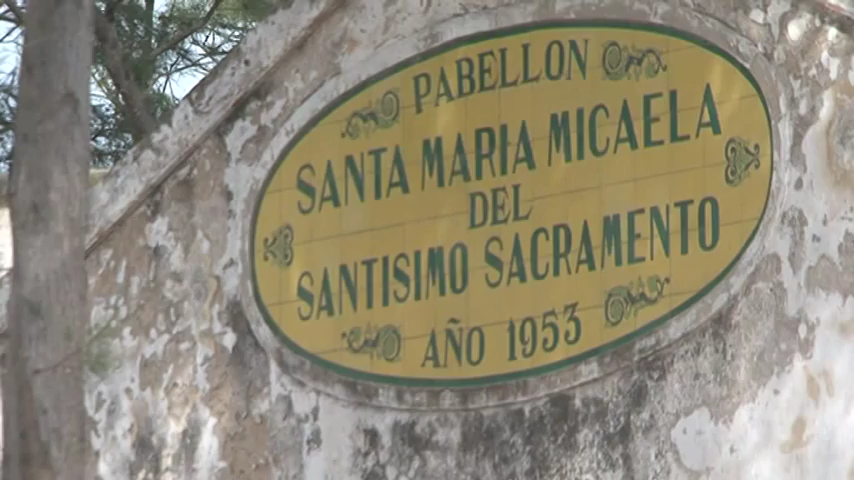 PABELLON
SANTA MARIA MICAELA
DEL
SANTISIMO SACRAMENTO
AÑO 1953